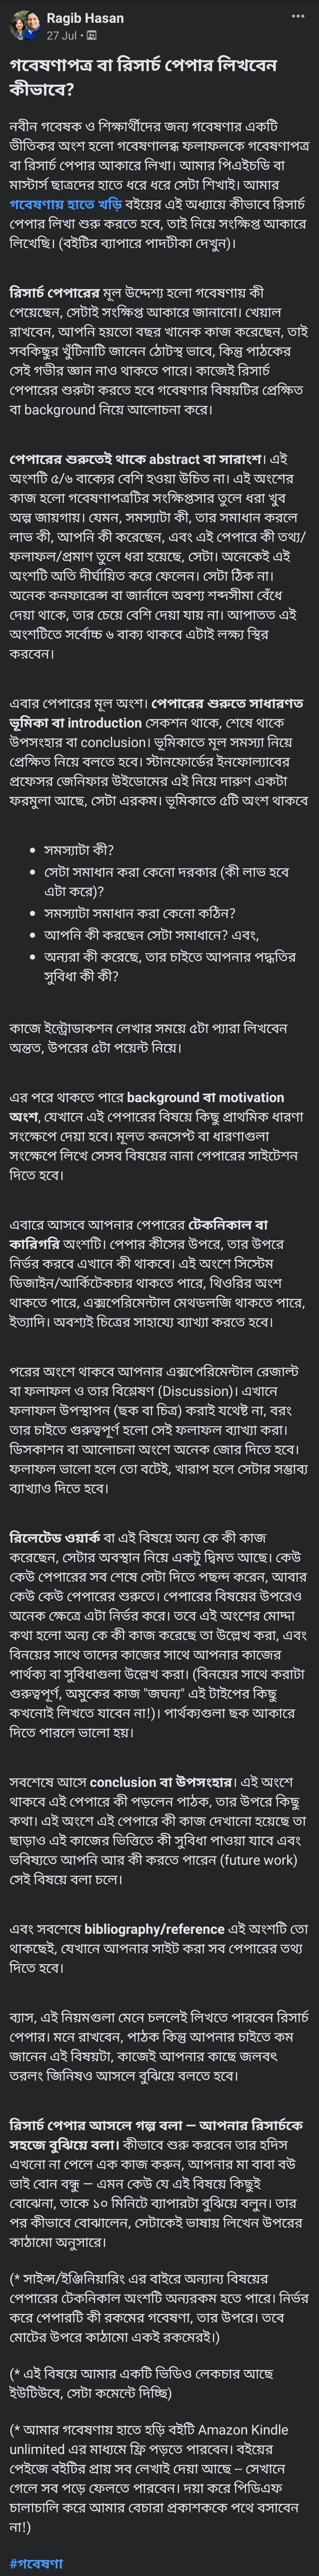 Ragib Hasan
27 Jul •
গবেষণাপত্র বা রিসার্চ পেপার লিখবেন
কীভাবে?
নবীন গবেষক ও শিক্ষার্থীদের জন্য গবেষণার একটি
ভীতিকর অংশ হলো গবেষণালব্ধ ফলাফলকে গবেষণাপত্র
বা রিসার্চ পেপার আকারে লিখা। আমার পিএইচডি বা
মাস্টার্স ছাত্রদের হাতে ধরে ধরে সেটা শিখাই। আমার
গবেষণায় হাতে খড়ি বইয়ের এই অধ্যায়ে কীভাবে রিসার্চ
পেপার লিখা শুরু করতে হবে, তাই নিয়ে সংক্ষিপ্ত আকারে
লিখেছি। (বইটির ব্যাপারে পাদটীকা দেখুন)।
রিসার্চ পেপারের মূল উদ্দেশ্য হলো গবেষণায় কী
পেয়েছেন, সেটাই সংক্ষিপ্ত আকারে জানানো। খেয়াল
রাখবেন, আপনি হয়তো বছর খানেক কাজ করেছেন, তাই
সবকিছুর খুঁটিনাটি জানেন ঠোটস্থ ভাবে, কিন্তু পাঠকের
সেই গভীর জ্ঞান নাও থাকতে পারে। কাজেই রিসার্চ
পেপারের শুরুটা করতে হবে গবেষণার বিষয়টির প্রেক্ষিত
বা background নিয়ে আলোচনা করে।
পেপারের শুরুতেই থাকে abstract বা সারাংশ। এই
অংশটি ৫/৬ বাক্যের বেশি হওয়া উচিত না। এই অংশের
কাজ হলো গবেষণাপত্রটির সংক্ষিপ্তসার তুলে ধরা খুব
অল্প জায়গায়। যেমন, সমস্যাটা কী, তার সমাধান করলে
লাভ কী, আপনি কী করেছেন, এবং এই পেপারে কী তথ্য/
ফলাফল/প্রমাণ তুলে ধরা হয়েছে, সেটা। অনেকেই এই
অংশটি অতি দীর্ঘায়িত করে ফেলেন। সেটা ঠিক না।
অনেক কনফারেন্স বা জার্নালে অবশ্য শব্দসীমা বেঁধে
দেয়া থাকে, তার চেয়ে বেশি দেয়া যায় না। আপাতত এই
অংশটিতে সর্বোচ্চ ৬ বাক্য থাকবে এটাই লক্ষ্য স্থির
করবেন।
এবার পেপারের মূল অংশ। পেপারের শুরুতে সাধারণত
ভূমিকা বা introduction সেকশন থাকে, শেষে থাকে
উপসংহার বা conclusion। ভূমিকাতে মূল সমস্যা নিয়ে
প্রেক্ষিত নিয়ে বলতে হবে। স্টানফোর্ডের ইনফোল্যাবের
প্রফেসর জেনিফার উইডোমের এই নিয়ে দারুণ একটা
ফরমুলা আছে, সেটা এরকম। ভূমিকাতে ৫টি অংশ থাকবে
• সমস্যাটা কী?
• সেটা সমাধান করা কেনো দরকার (কী লাভ হবে
এটা করে)?
• সমস্যাটা সমাধান করা কেনো কঠিন?
• আপনি কী করছেন সেটা সমাধানে? এবং,
• অন্যরা কী করেছে, তার চাইতে আপনার পদ্ধতির
সুবিধা কী কী?
কাজে ইন্ট্রোডাকশন লেখার সময়ে ৫টা প্যারা লিখবেন
অন্তত, উপরের ৫টা পয়েন্ট নিয়ে।
এর পরে থাকতে পারে background বা motivation
অংশ, যেখানে এই পেপারের বিষয়ে কিছু প্রাথমিক ধারণা
সংক্ষেপে দেয়া হবে। মূলত কনসেপ্ট বা ধারণাগুলা
সংক্ষেপে লিখে সেসব বিষয়ের নানা পেপারের সাইটেশন
দিতে হবে।
এবারে আসবে আপনার পেপারের টেকনিকাল বা
কারিগরি অংশটি। পেপার কীসের উপরে, তার উপরে
নির্ভর করবে এখানে কী থাকবে। এই অংশে সিস্টেম
ডিজাইন/আর্কিটেকচার থাকতে পারে, থিওরির অংশ
থাকতে পারে, এক্সপেরিমেন্টাল মেথডলজি থাকতে পারে,
ইত্যাদি। অবশ্যই চিত্রের সাহায্যে ব্যাখ্যা করতে হবে।
পরের অংশে থাকবে আপনার এক্সপেরিমেন্টাল রেজাল্ট
বা ফলাফল ও তার বিশ্লেষণ (Discussion)। এখানে
ফলাফল উপস্থাপন (ছক বা চিত্র) করাই যথেষ্ট না, বরং
তার চাইতে গুরুত্বপূর্ণ হলো সেই ফলাফল ব্যাখ্যা করা।
ডিসকাশন বা আলোচনা অংশে অনেক জোর দিতে হবে।
ফলাফল ভালো হলে তো বটেই, খারাপ হলে সেটার সম্ভাব্য
ব্যাখ্যাও দিতে হবে।
রিলেটেড ওয়ার্ক বা এই বিষয়ে অন্য কে কী কাজ
করেছেন, সেটার অবস্থান নিয়ে একটু দ্বিমত আছে। কেউ
কেউ পেপারের সব শেষে সেটা দিতে পছন্দ করেন, আবার
কেউ কেউ পেপারের শুরুতে। পেপারের বিষয়ের উপরেও
অনেক ক্ষেত্রে এটা নির্ভর করে। তবে এই অংশের মোদ্দা
কথা হলো অন্য কে কী কাজ করেছে তা উল্লেখ করা, এবং
বিনয়ের সাথে তাদের কাজের সাথে আপনার কাজের
পার্থক্য বা সুবিধাগুলা উল্লেখ করা। (বিনয়ের সাথে করাটা
গুরুত্বপূর্ণ, অমুকের কাজ "জঘন্য" এই টাইপের কিছু
কখনোই লিখতে যাবেন না!)। পার্থক্যগুলা ছক আকারে
দিতে পারলে ভালো হয়।
সবশেষে আসে conclusion বা উপসংহার। এই অংশে
থাকবে এই পেপারে কী পড়লেন পাঠক, তার উপরে কিছু
কথা। এই অংশে এই পেপারে কী কাজ দেখানো হয়েছে তা
ছাড়াও এই কাজের ভিত্তিতে কী সুবিধা পাওয়া যাবে এবং
ভবিষ্যতে আপনি আর কী করতে পারেন (future work)
সেই বিষয়ে বলা চলে।
এবং সবশেষে bibliography/reference এই অংশটি তো
থাকছেই, যেখানে আপনার সাইট করা সব পেপারের তথ্য
দিতে হবে।
ব্যাস, এই নিয়মগুলা মেনে চললেই লিখতে পারবেন রিসার্চ
পেপার। মনে রাখবেন, পাঠক কিন্তু আপনার চাইতে কম
জানেন এই বিষয়টা, কাজেই আপনার কাছে জলবৎ
তরলং জিনিষও আসলে বুঝিয়ে বলতে হবে।
রিসার্চ পেপার আসলে গল্প বলা — আপনার রিসার্চকে
সহজে বুঝিয়ে বলা। কীভাবে শুরু করবেন তার হদিস
এখনো না পেলে এক কাজ করুন, আপনার মা বাবা বউ
ভাই বোন বন্ধু — এমন কেউ যে এই বিষয়ে কিছুই
বোঝেনা, তাকে ১০ মিনিটে ব্যাপারটা বুঝিয়ে বলুন। তার
পর কীভাবে বোঝালেন, সেটাকেই ভাষায় লিখেন উপরের
কাঠামো অনুসারে।
(* সাইন্স/ইঞ্জিনিয়ারিং এর বাইরে অন্যান্য বিষয়ের
পেপারের টেকনিকাল অংশটি অন্যরকম হতে পারে। নির্ভর
করে পেপারটি কী রকমের গবেষণা, তার উপরে। তবে
মোটের উপরে কাঠামো একই রকমেরই।)
(* এই বিষয়ে আমার একটি ভিডিও লেকচার আছে
ইউটিউবে, সেটা কমেন্টে দিচ্ছি)
(* আমার গবেষণায় হাতে হড়ি বইটি Amazon Kindle
unlimited এর মাধ্যমে ফ্রি পড়তে পারবেন। বইয়ের
পেইজে বইটির প্রায় সব লেখাই দেয়া আছে -- সেখানে
গেলে সব পড়ে ফেলতে পারবেন। দয়া করে পিডিএফ
চালাচালি করে আমার বেচারা প্রকাশককে পথে বসাবেন
না!)
#গবেষণা